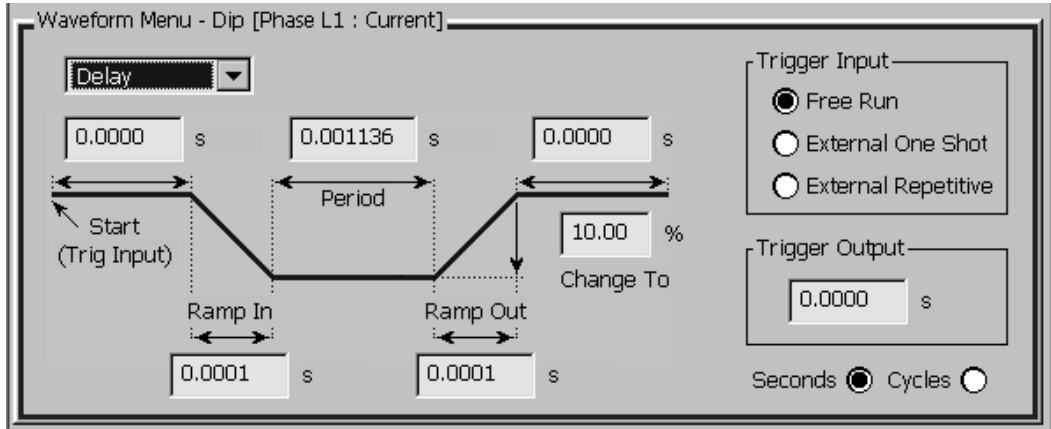 Waveform Menu - Dip [Phase L1 : Current]
Delay
0.0000 s
0.001136 s
0.0000 s
Period
Start
(Trig Input)
10.00 %
Change To
Ramp In
Ramp Out
0.0001 s
0.0001 s
Trigger Input
Free Run
External One Shot
External Repetitive
Trigger Output
0.0000 s
Seconds Cycles